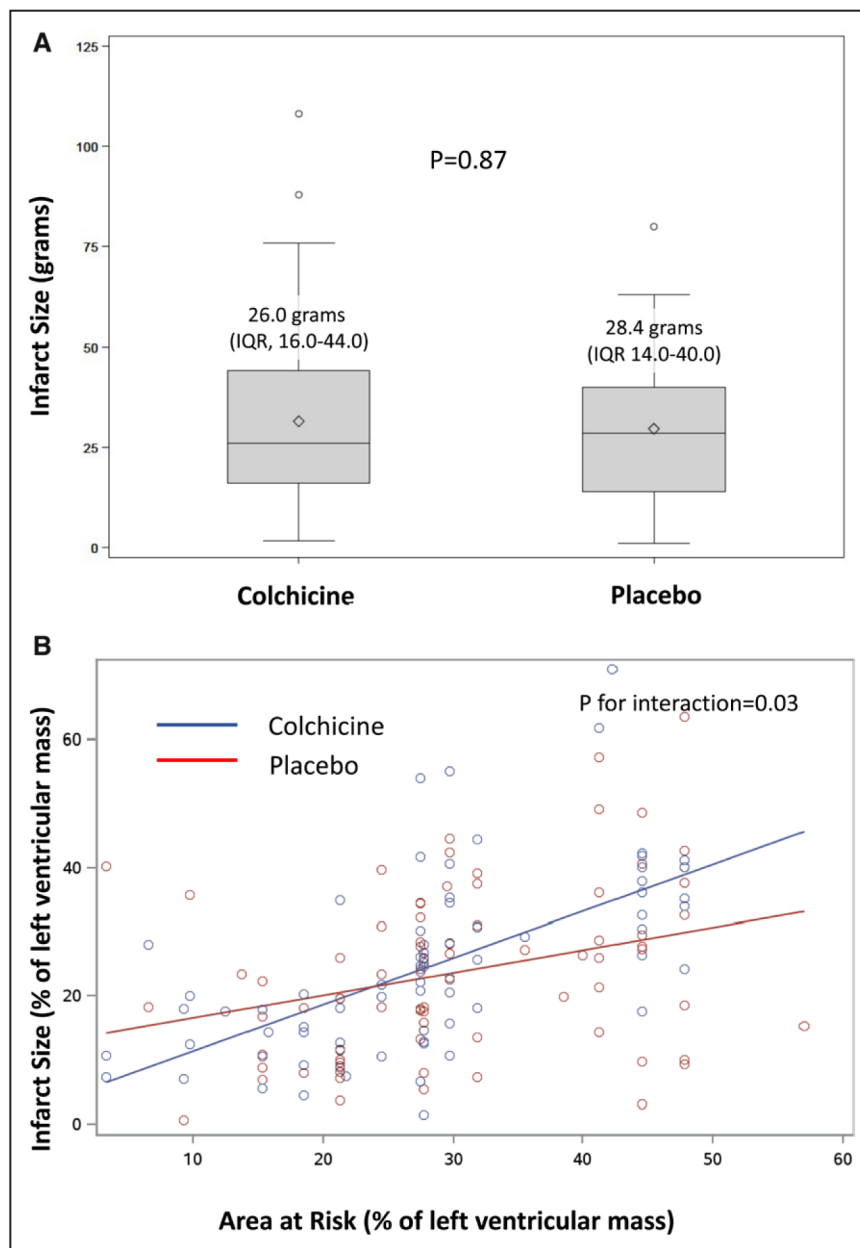 A
125
100
75
50
25
0
Infarct Size (grams)
P=0.87
26.0 grams
(IQR, 16.0-44.0)
28.4 grams
(IQR 14.0-40.0)
Colchicine
Placebo
B
Infarct Size (% of left ventricular mass)
60
40
20
0
Colchicine
Placebo
P for interaction=0.03
10
20
30
40
50
60
Area at Risk (% of left ventricular mass)